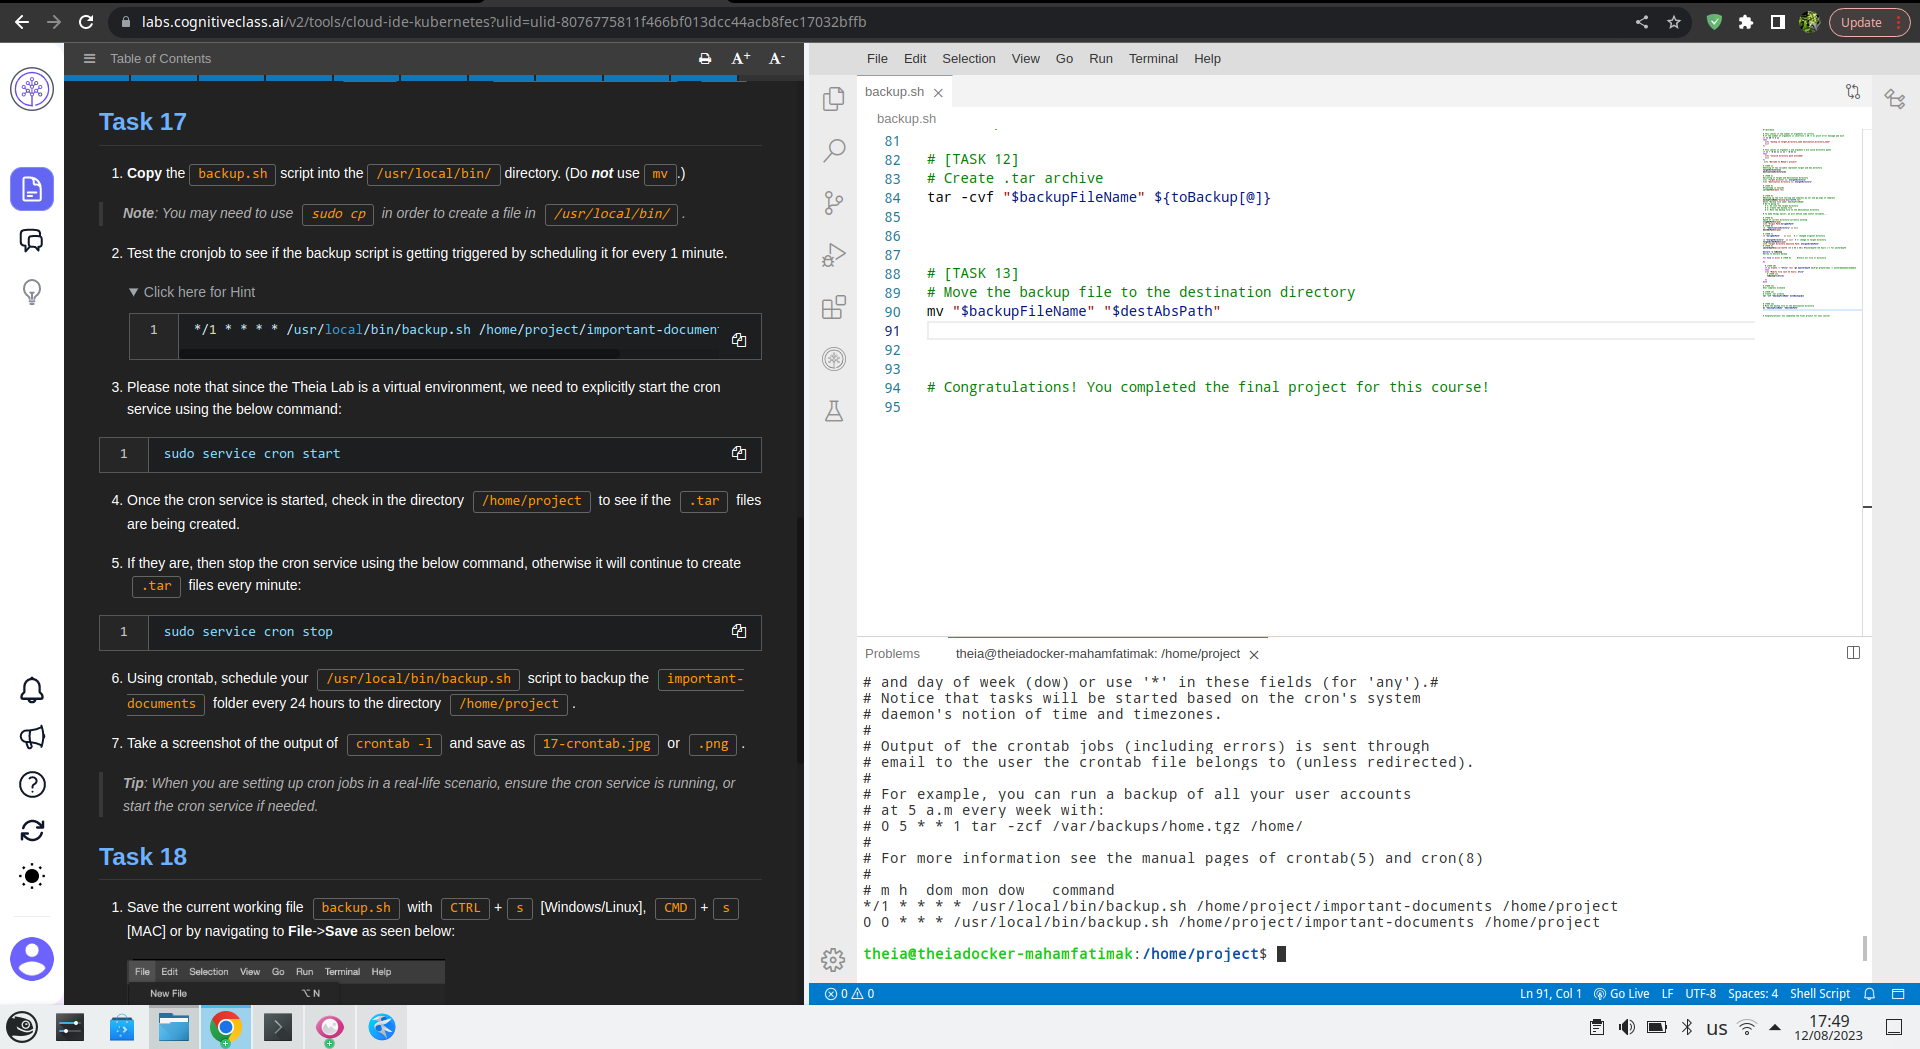 labs.cognitiveclass.ai/v2/tools/cloud-ide-kubernetes?ulid=ulid-8076775811f466bf013dcc44acb8fec17032bffb
Update
Table of Contents
A+
A-
Task 17
1. Copy the backup.sh script into the /usr/local/bin/ directory. (Do not use mv .)
Note: You may need to use sudo cp in order to create a file in /usr/local/bin/ .
2. Test the cronjob to see if the backup script is getting triggered by scheduling it for every 1 minute.
▼ Click here for Hint
1 */1 * * * * /usr/local/bin/backup.sh /home/project/important-documen
3. Please note that since the Theia Lab is a virtual environment, we need to explicitly start the cron
service using the below command:
1 sudo service cron start
4. Once the cron service is started, check in the directory /home/project to see if the .tar files
are being created.
5. If they are, then stop the cron service using the below command, otherwise it will continue to create
.tar files every minute:
1 sudo service cron stop
6. Using crontab, schedule your /usr/local/bin/backup.sh script to backup the important-
documents folder every 24 hours to the directory /home/project .
7. Take a screenshot of the output of crontab -l and save as 17-crontab.jpg or .png .
Tip: When you are setting up cron jobs in a real-life scenario, ensure the cron service is running, or
start the cron service if needed.
Task 18
1. Save the current working file backup.sh with CTRL + s [Windows/Linux], CMD + s
[MAC] or by navigating to File->Save as seen below:
File Edit Selection View Go Run Terminal Help
New File ⌥ N
File Edit Selection View Go Run Terminal Help
backup.sh
backup.sh
81
82 # [TASK 12]
83 # Create .tar archive
84 tar -cvf "$backupFileName" ${toBackup[@]}
85
86
87
88 # [TASK 13]
89 # Move the backup file to the destination directory
90 mv "$backupFileName" "$destAbsPath"
91
92
93
94 # Congratulations! You completed the final project for this course!
95
Problems theia@theiadocker-mahamfatimak: /home/project
# and day of week (dow) or use '*' in these fields (for 'any').#
# Notice that tasks will be started based on the cron's system
# daemon's notion of time and timezones.
#
# Output of the crontab jobs (including errors) is sent through
# email to the user the crontab file belongs to (unless redirected).
#
# For example, you can run a backup of all your user accounts
# at 5 a.m every week with:
# 0 5 * * 1 tar -zcf /var/backups/home.tgz /home/
#
# For more information see the manual pages of crontab(5) and cron(8)
#
# m h  dom mon dow   command
*/1 * * * * /usr/local/bin/backup.sh /home/project/important-documents /home/project
0 0 * * * /usr/local/bin/backup.sh /home/project/important-documents /home/project
theia@theiadocker-mahamfatimak:/home/project$
0 0
Ln 91, Col 1 Go Live LF UTF-8 Spaces: 4 Shell Script
us
17:49
12/08/2023